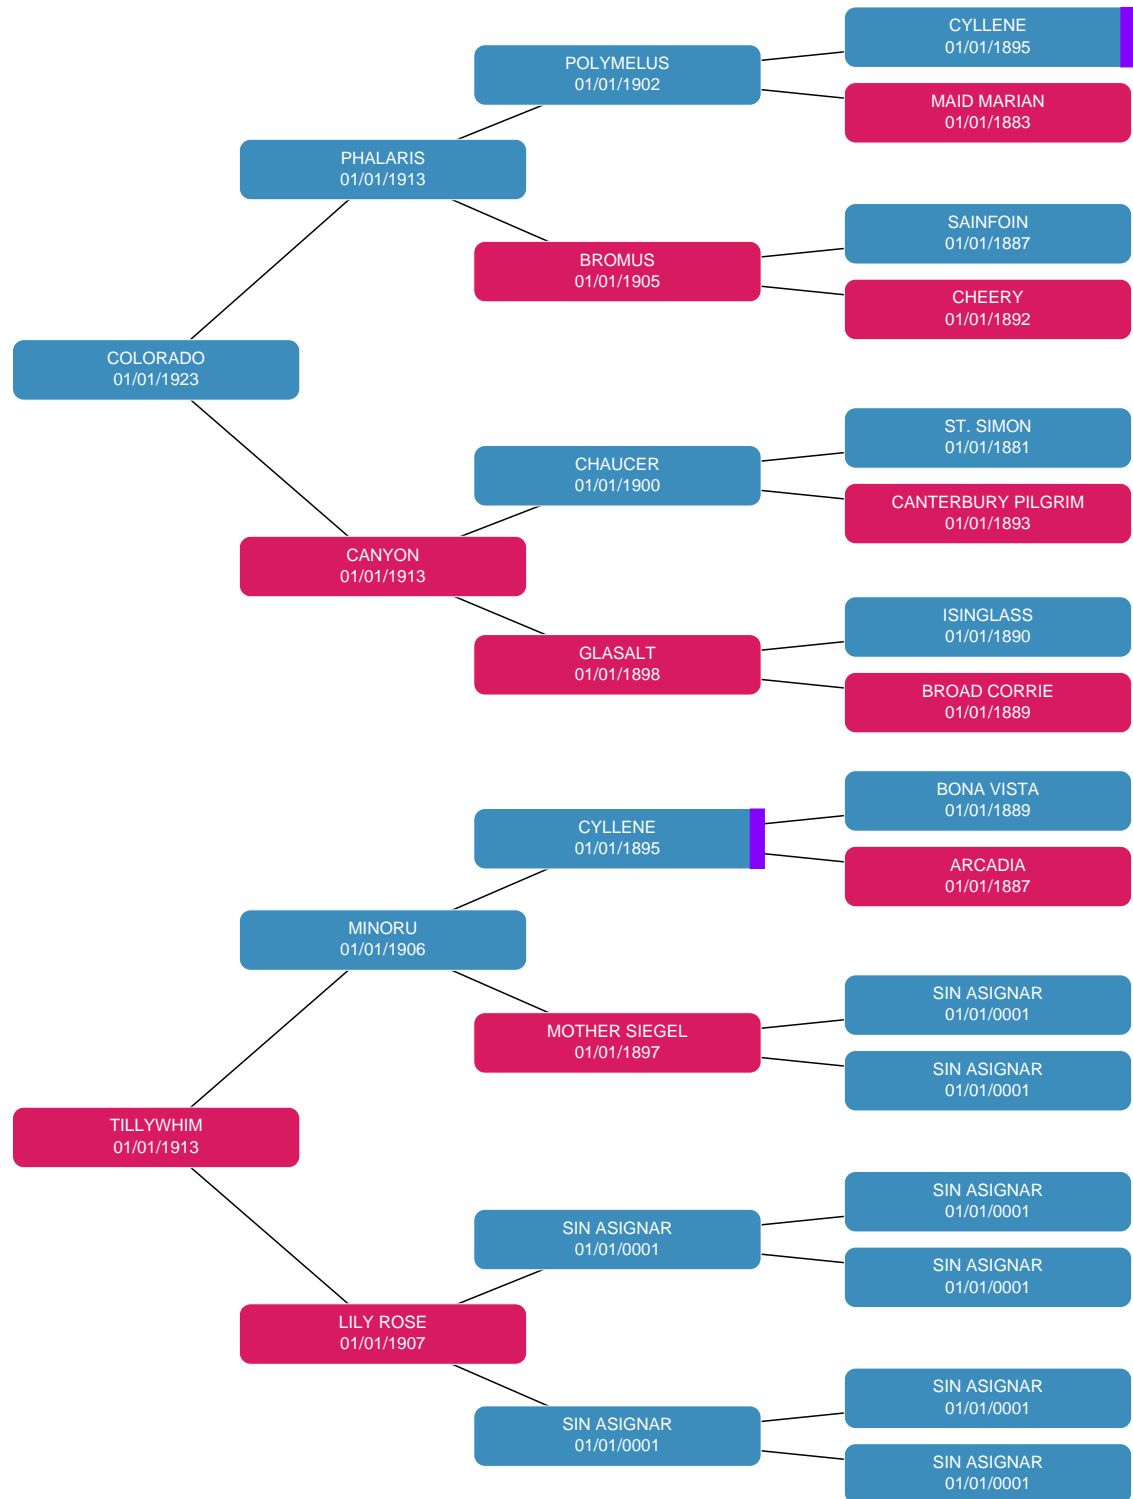 CYLLENE
01/01/1895
POLYMELUS
01/01/1902
MAID MARIAN
01/01/1883
PHALARIS
01/01/1913
SAINFOIN
01/01/1887
BROMUS
01/01/1905
CHEERY
01/01/1892
COLORADO
01/01/1923
ST. SIMON
01/01/1881
CHAUCER
01/01/1900
CANTERBURY PILGRIM
01/01/1893
CANYON
01/01/1913
ISINGLASS
01/01/1890
GLASALT
01/01/1898
BROAD CORRIE
01/01/1889
BONA VISTA
01/01/1889
CYLLENE
01/01/1895
ARCADIA
01/01/1887
MINORU
01/01/1906
SIN ASIGNAR
01/01/0001
MOTHER SIEGEL
01/01/1897
SIN ASIGNAR
01/01/0001
TILLYWHIM
01/01/1913
SIN ASIGNAR
01/01/0001
SIN ASIGNAR
01/01/0001
SIN ASIGNAR
01/01/0001
LILY ROSE
01/01/1907
SIN ASIGNAR
01/01/0001
SIN ASIGNAR
01/01/0001
SIN ASIGNAR
01/01/0001